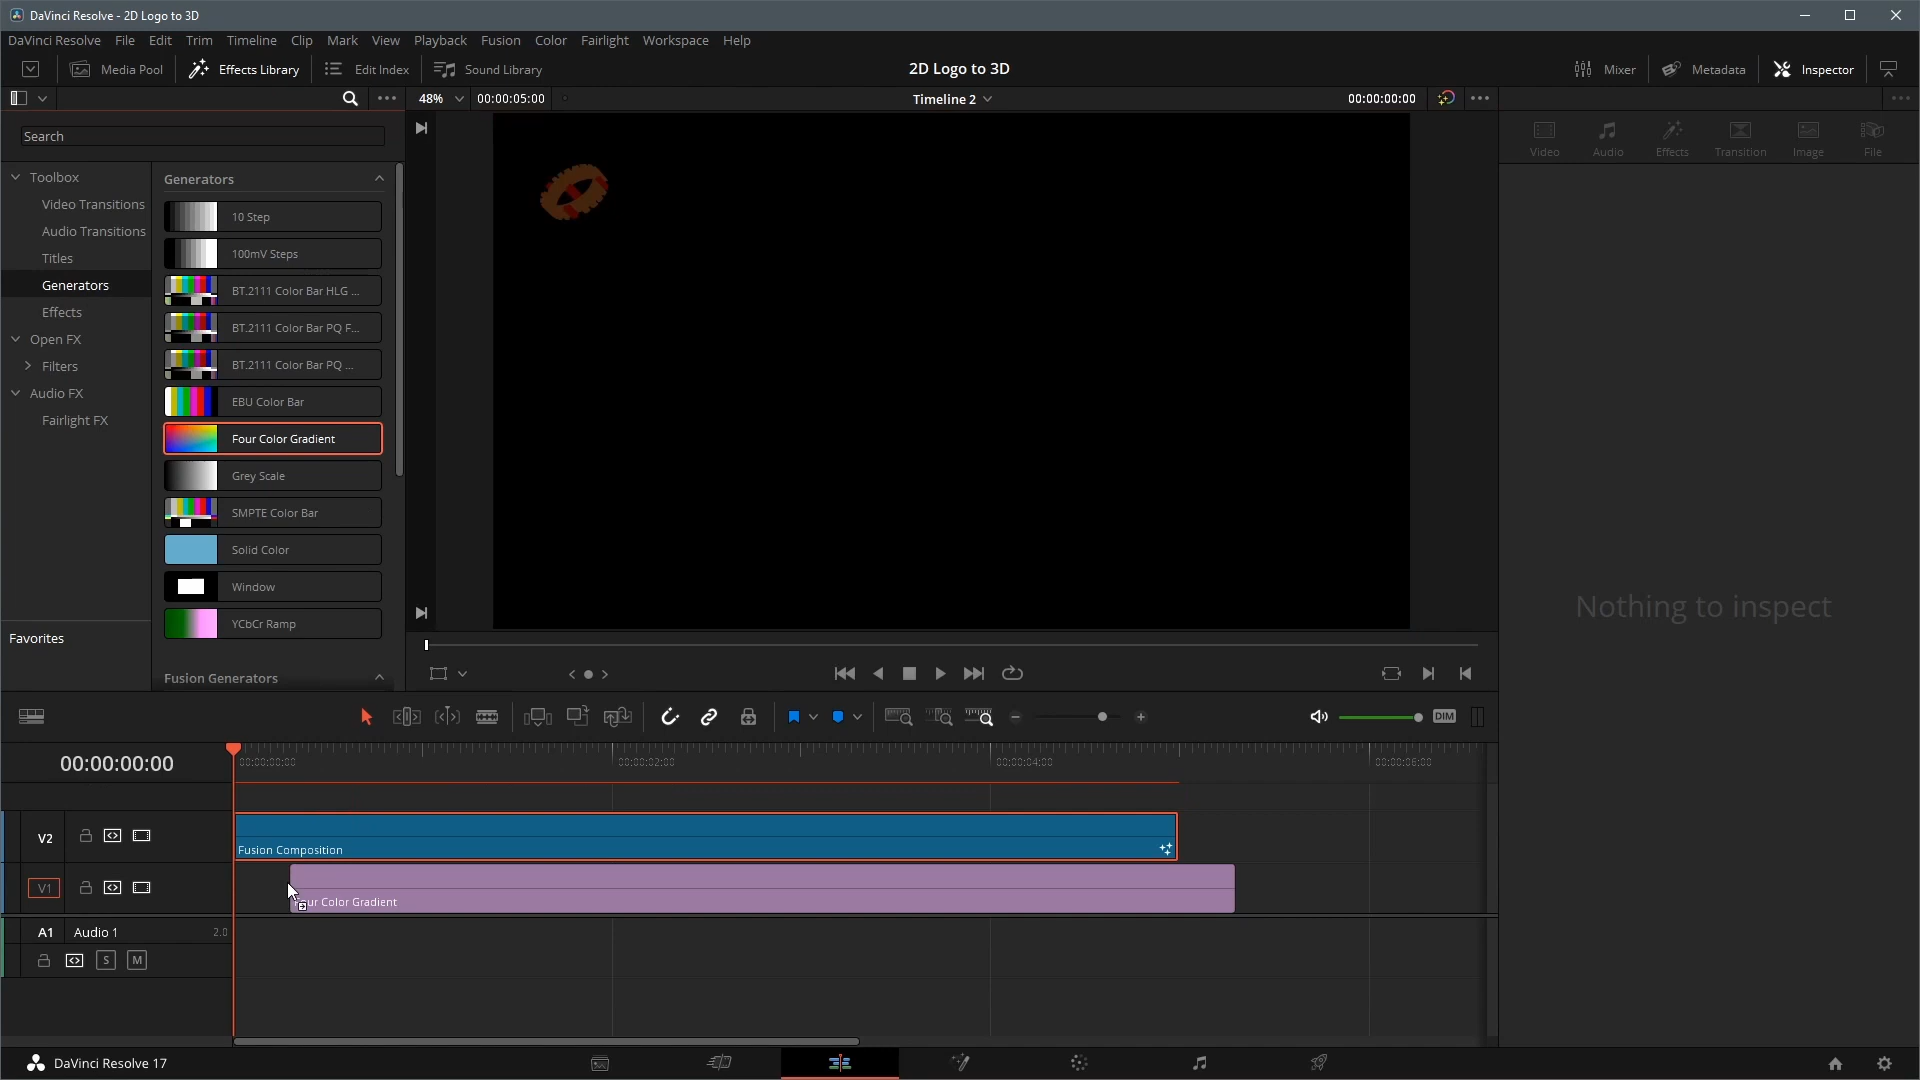 DaVinci Resolve - 2D Logo to 3D
DaVinci Resolve File Edit Trim Timeline Clip Mark View Playback Fusion Color Fairlight Workspace Help
Media Pool Effects Library Edit Index Sound Library 2D Logo to 3D Mixer Metadata Inspector
48% 00:00:05:00 Timeline 2 00:00:00:00
Search
Video Audio Effects Transition Image File
Toolbox
Video Transitions
Audio Transitions
Titles
Generators
Effects
Open FX
Filters
Audio FX
Fairlight FX
Favorites
Generators
10 Step
100mV Steps
BT.2111 Color Bar HLG ...
BT.2111 Color Bar PQ F...
BT.2111 Color Bar PQ ...
EBU Color Bar
Four Color Gradient
Grey Scale
SMPTE Color Bar
Solid Color
Window
YCbCr Ramp
Fusion Generators
Nothing to inspect
DIM
00:00:00:00
00:00:00:00 00:00:02:00 00:00:04:00 00:00:06:00
V2
Fusion Composition
V1
our Color Gradient
A1 Audio 1 2.0
S M
DaVinci Resolve 17